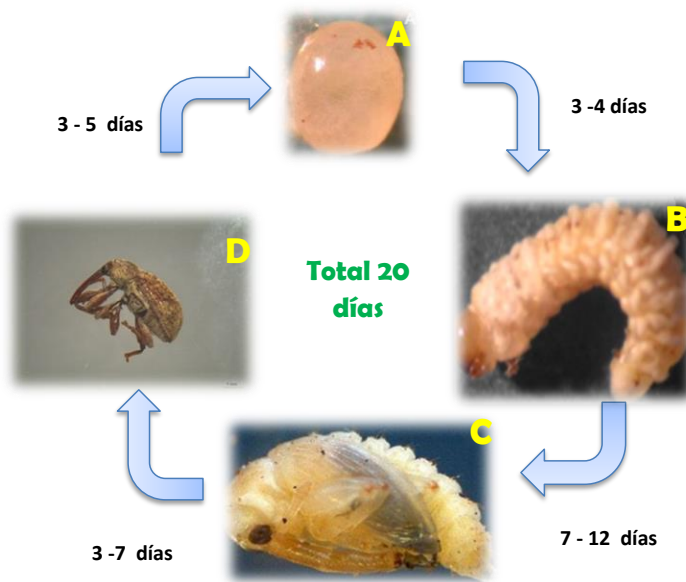 A
3 - 5 días
3 -4 días
B
D
Total 20
días
C
3 -7 días
7 - 12 días